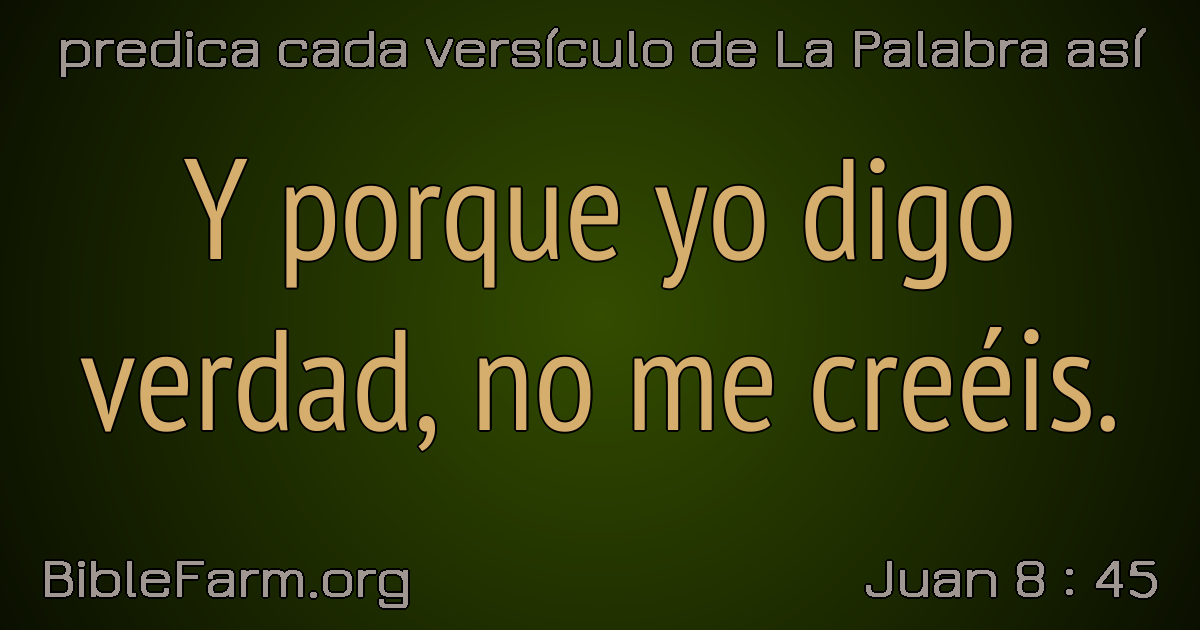 predica cada versículo de La Palabra así
Y porque yo digo
verdad, no me creéis.
BibleFarm.org
Juan 8 : 45